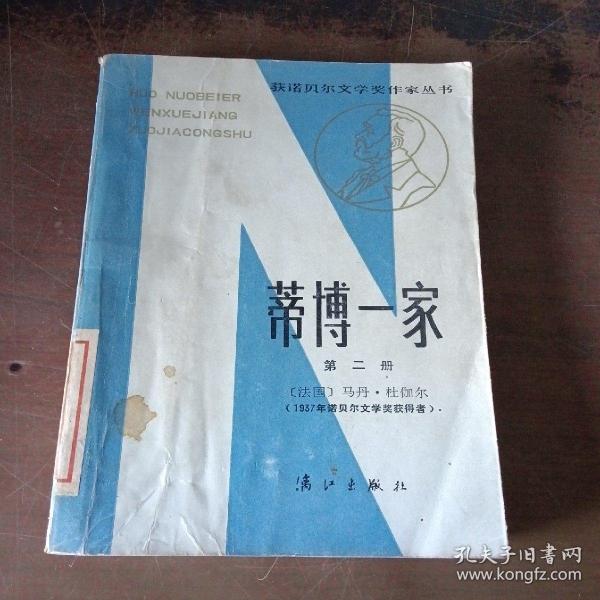 获诺贝尔文学奖作家丛书
HUO NUOBEIER
WENXUEJIANG
ZUOJIACONGSHU
蒂博一家
第二册
〔法国〕马丹·杜伽尔
(1937年诺贝尔文学奖获得者)
漓江出版社
孔夫子旧书网
www.kongfz.com